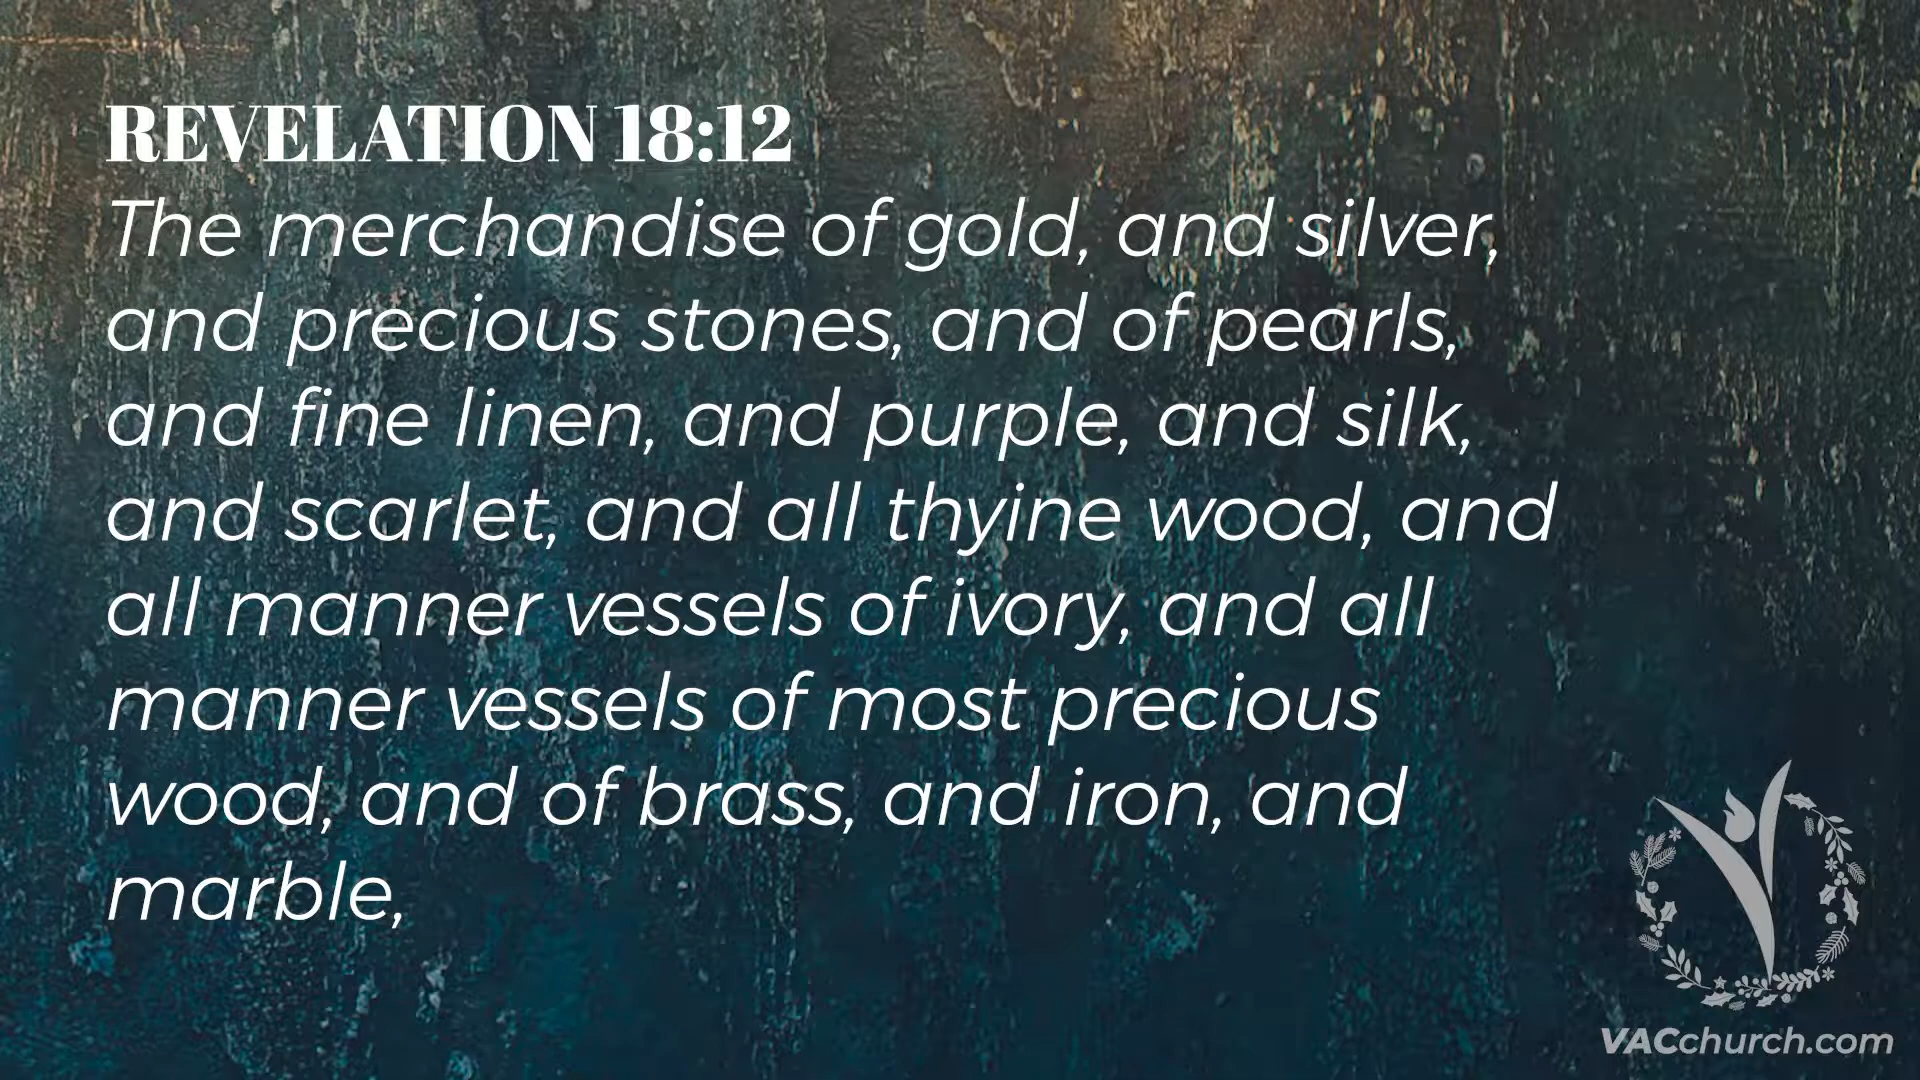 REVELATION 18:12
The merchandise of gold, and silver,
and precious stones, and of pearls,
and fine linen, and purple, and silk,
and scarlet, and all thyine wood, and
all manner vessels of ivory, and all
manner vessels of most precious
wood, and of brass, and iron, and
marble,
VACchurch.com